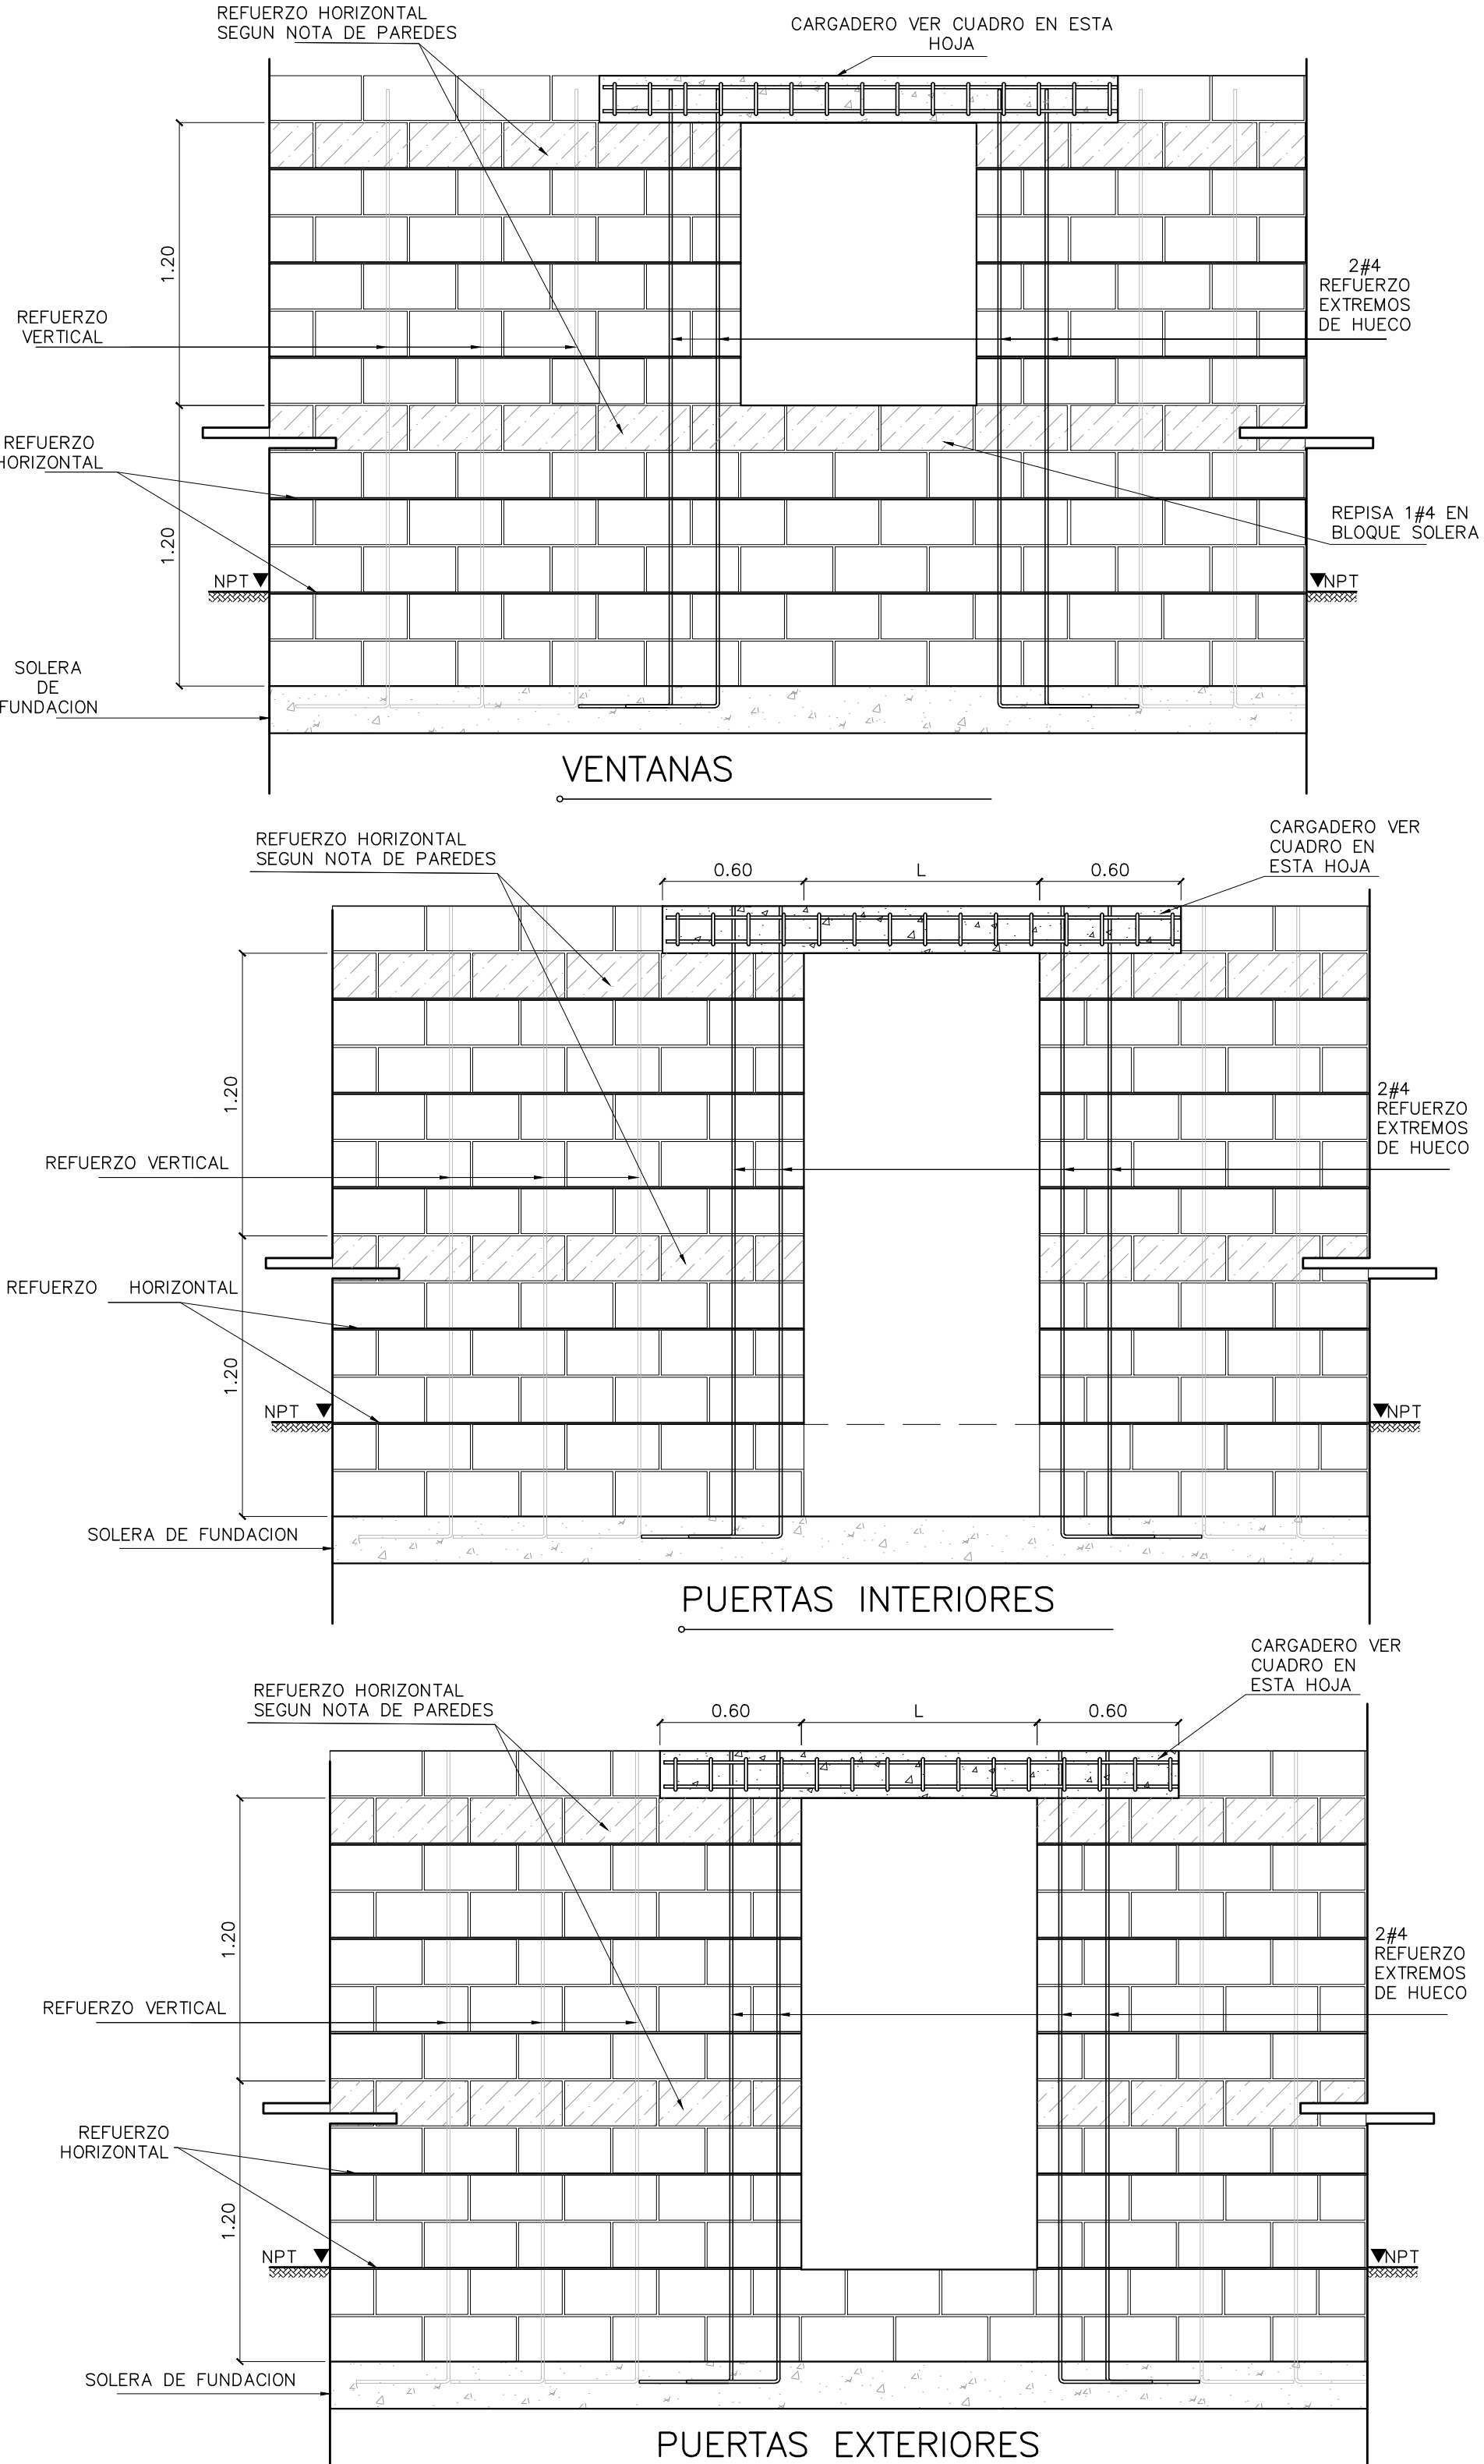 REFUERZO HORIZONTAL
SEGUN NOTA DE PAREDES
CARGADERO VER CUADRO EN ESTA
HOJA
1.20
2#4
REFUERZO
EXTREMOS
DE HUECO
REFUERZO
VERTICAL
REFUERZO
HORIZONTAL
1.20
REPISA 1#4 EN
BLOQUE SOLERA
NPT
NPT
SOLERA
DE
FUNDACION
VENTANAS
REFUERZO HORIZONTAL
SEGUN NOTA DE PAREDES
CARGADERO VER
CUADRO EN
ESTA HOJA
0.60
L
0.60
1.20
2#4
REFUERZO
EXTREMOS
DE HUECO
REFUERZO VERTICAL
REFUERZO HORIZONTAL
1.20
NPT
NPT
SOLERA DE FUNDACION
PUERTAS INTERIORES
CARGADERO VER
CUADRO EN
ESTA HOJA
REFUERZO HORIZONTAL
SEGUN NOTA DE PAREDES
0.60
L
0.60
1.20
2#4
REFUERZO
EXTREMOS
DE HUECO
REFUERZO VERTICAL
REFUERZO
HORIZONTAL
1.20
NPT
NPT
SOLERA DE FUNDACION
PUERTAS EXTERIORES